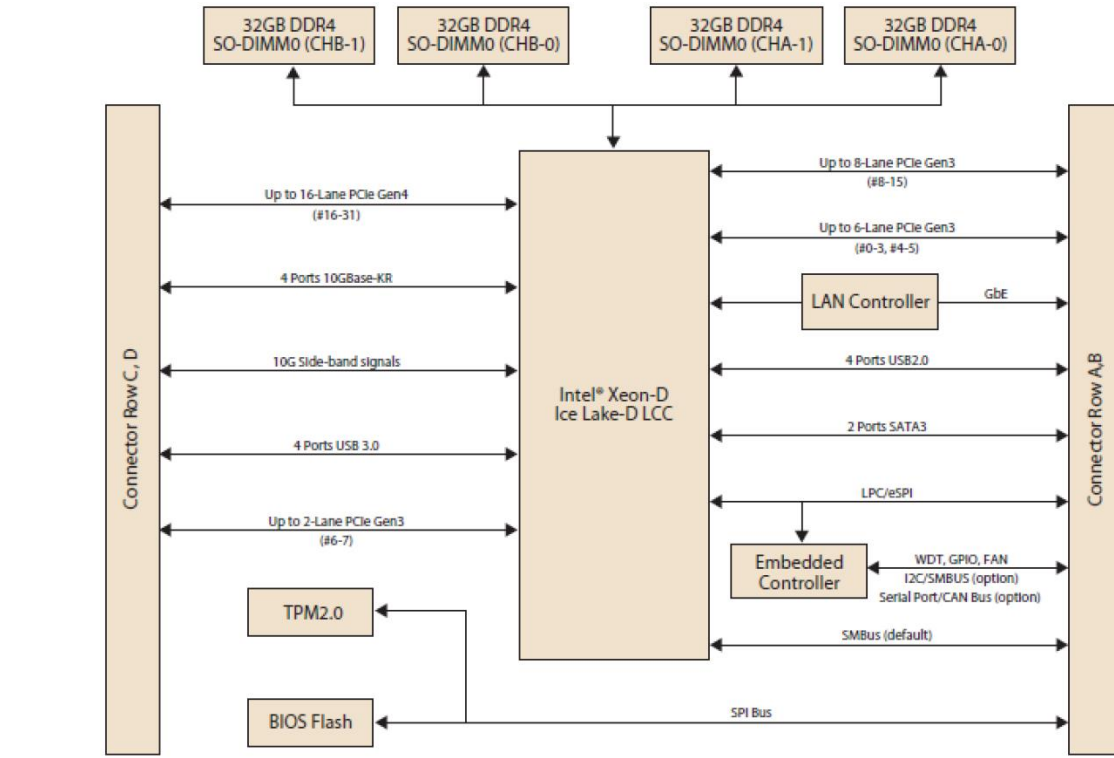 32GB DDR4
SO-DIMM0 (CHB-1)
32GB DDR4
SO-DIMM0 (CHB-0)
32GB DDR4
SO-DIMM0 (CHA-1)
32GB DDR4
SO-DIMM0 (CHA-0)
Connector Row C, D
Up to 16-Lane PCIe Gen4
(#16-31)
4 Ports 10GBase-KR
10G Side-band signals
4 Ports USB 3.0
Up to 2-Lane PCIe Gen3
(#6-7)
TPM2.0
BIOS Flash
Intel® Xeon-D
Ice Lake-D LCC
Up to 8-Lane PCIe Gen3
(#8-15)
Up to 6-Lane PCIe Gen3
(#0-3, #4-5)
LAN Controller
GbE
4 Ports USB2.0
2 Ports SATA3
LPC/eSPI
Embedded
Controller
WDT, GPIO, FAN
I2C/SMBUS (option)
Serial Port/CAN Bus (option)
SMBus (default)
SPI Bus
Connector Row A,B